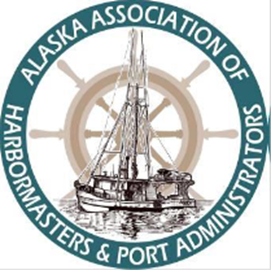 ALASKA ASSOCIATION OF
HARBORMASTERS & PORT ADMINISTRATORS